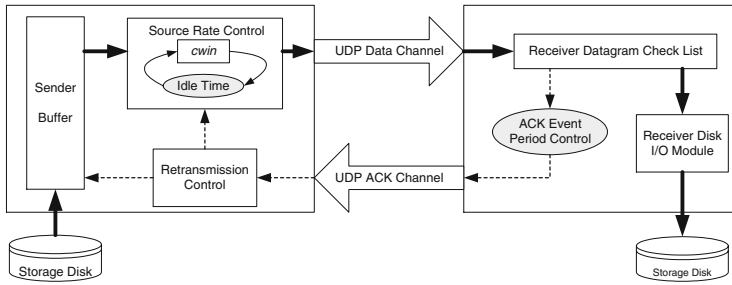 Source Rate Control
cwin
Idle Time
Sender
Buffer
Retransmission
Control
Storage Disk
UDP Data Channel
UDP ACK Channel
Receiver Datagram Check List
ACK Event
Period Control
Receiver Disk
I/O Module
Storage Disk